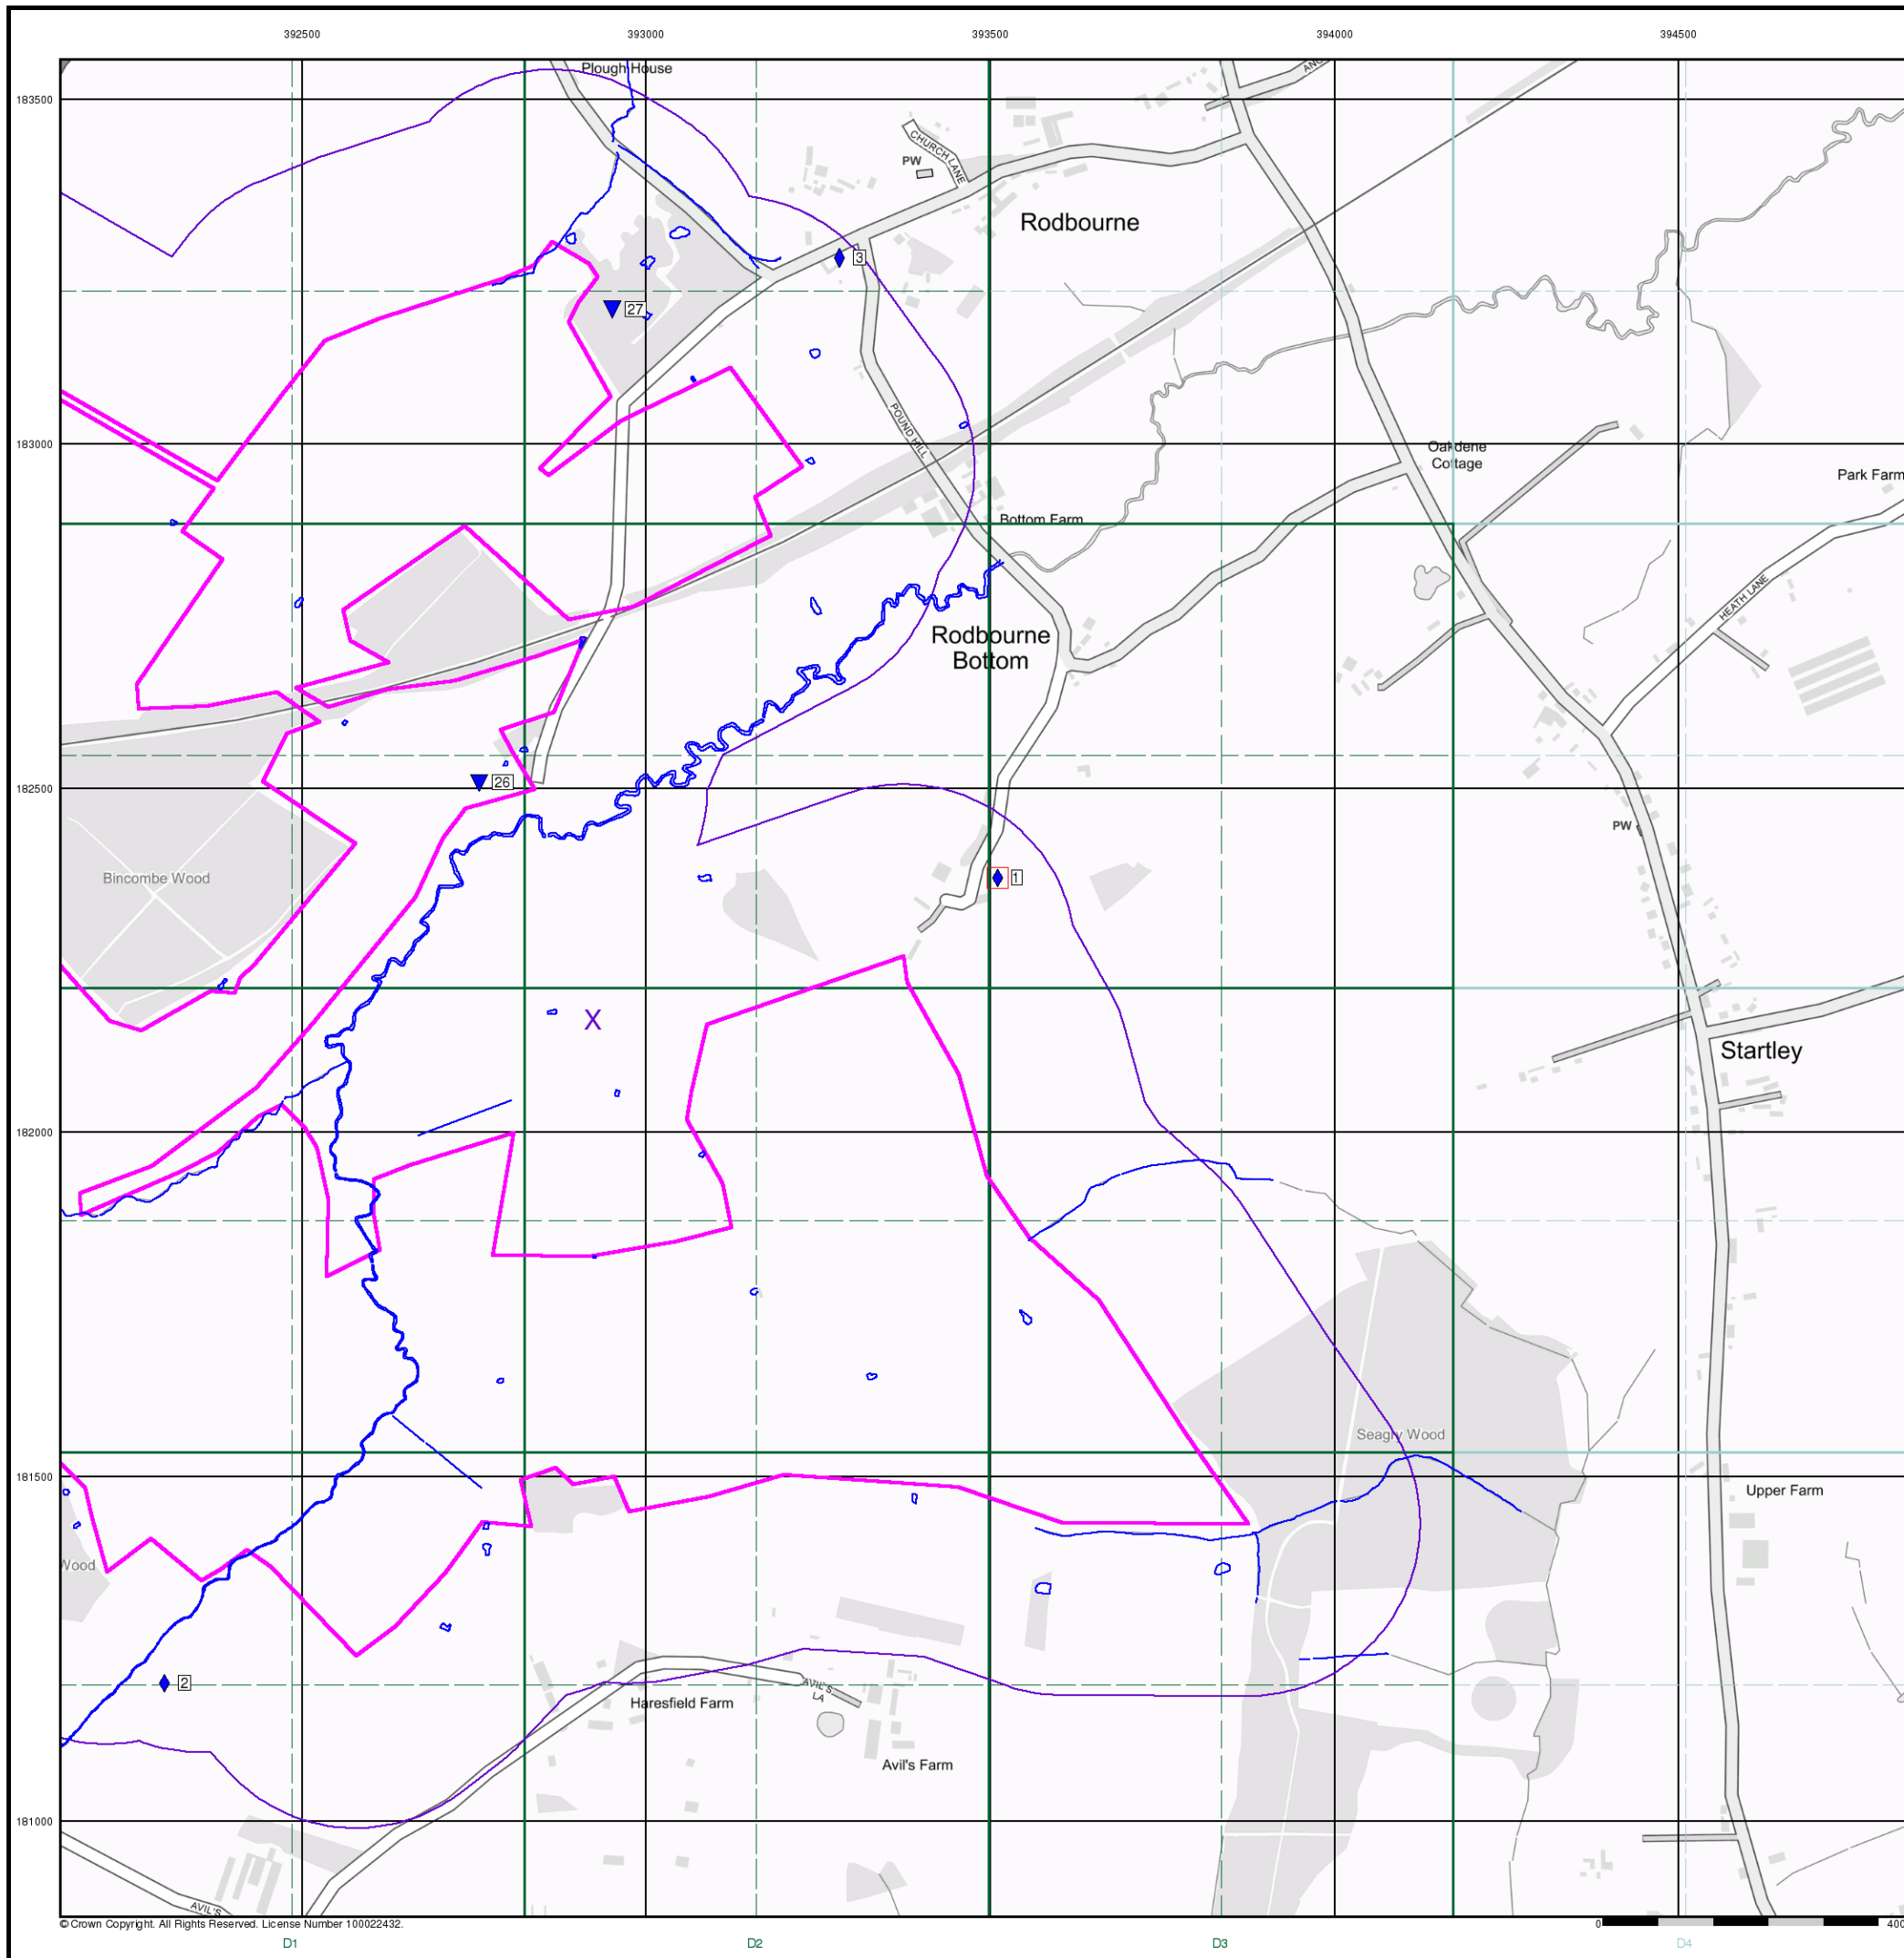 392500 393000 393500 394000 394500
Plough House
183500
CHURCH LANE
PW
Rodbourne
3
27
POUND HILL
183000
Oakdene
Cottage
Park Farm
Bottom Farm
HEATH LANE
Rodbourne
Bottom
182500
26
PW
Bincombe Wood
1
X
Startley
182000
Seagry Wood
181500
Upper Farm
Wood
2
AVIL'S
LA
Haresfield Farm
Avil's Farm
181000
AVIL'S
© Crown Copyright. All Rights Reserved. License Number 100022432.
0 400
D1 D2 D3 D4